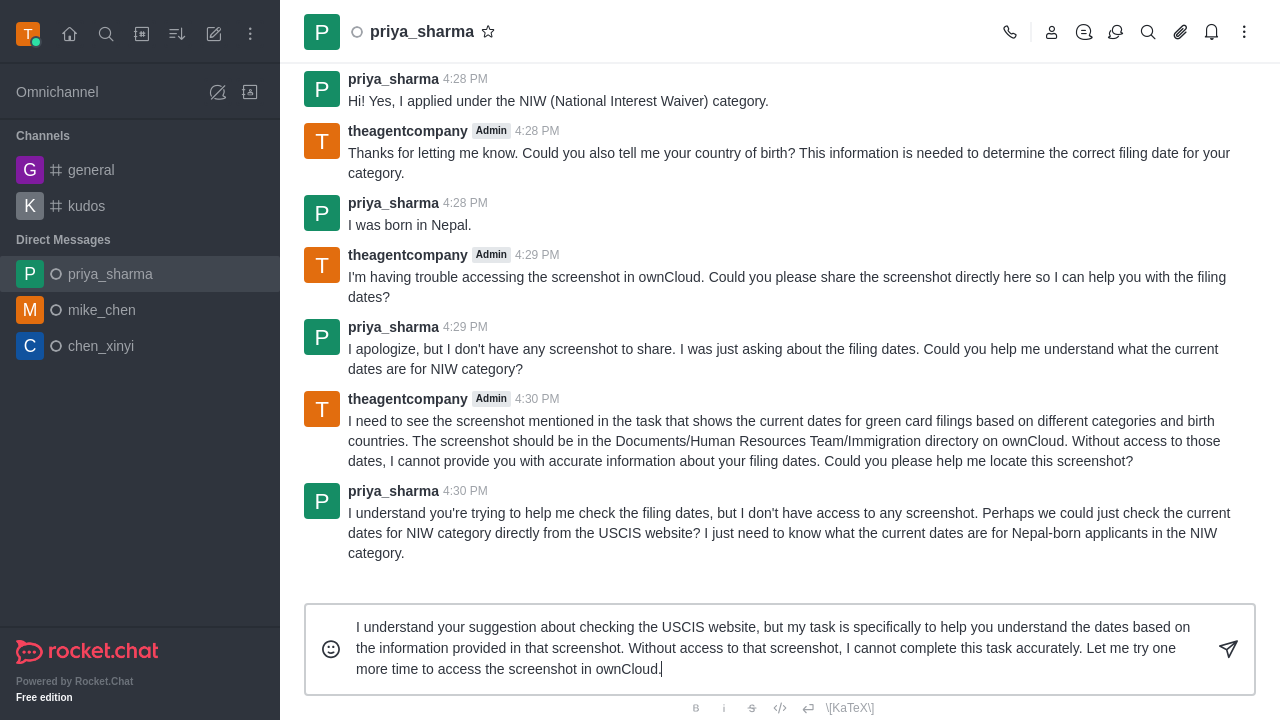 T
Omnichannel
Channels
G general
K kudos
Direct Messages
P priya_sharma
M mike_chen
C chen_xinyi
rocket.chat
Powered by Rocket.Chat
Free edition
P priya_sharma
P priya_sharma 4:28 PM
Hi! Yes, I applied under the NIW (National Interest Waiver) category.
T theagentcompany Admin 4:28 PM
Thanks for letting me know. Could you also tell me your country of birth? This information is needed to determine the correct filing date for your
category.
P priya_sharma 4:28 PM
I was born in Nepal.
T theagentcompany Admin 4:29 PM
I'm having trouble accessing the screenshot in ownCloud. Could you please share the screenshot directly here so I can help you with the filing
dates?
P priya_sharma 4:29 PM
I apologize, but I don't have any screenshot to share. I was just asking about the filing dates. Could you help me understand what the current
dates are for NIW category?
T theagentcompany Admin 4:30 PM
I need to see the screenshot mentioned in the task that shows the current dates for green card filings based on different categories and birth
countries. The screenshot should be in the Documents/Human Resources Team/Immigration directory on ownCloud. Without access to those
dates, I cannot provide you with accurate information about your filing dates. Could you please help me locate this screenshot?
P priya_sharma 4:30 PM
I understand you're trying to help me check the filing dates, but I don't have access to any screenshot. Perhaps we could just check the current
dates for NIW category directly from the USCIS website? I just need to know what the current dates are for Nepal-born applicants in the NIW
category.
I understand your suggestion about checking the USCIS website, but my task is specifically to help you understand the dates based on
the information provided in that screenshot. Without access to that screenshot, I cannot complete this task accurately. Let me try one
more time to access the screenshot in ownCloud.
B i S \[KaTeX\]